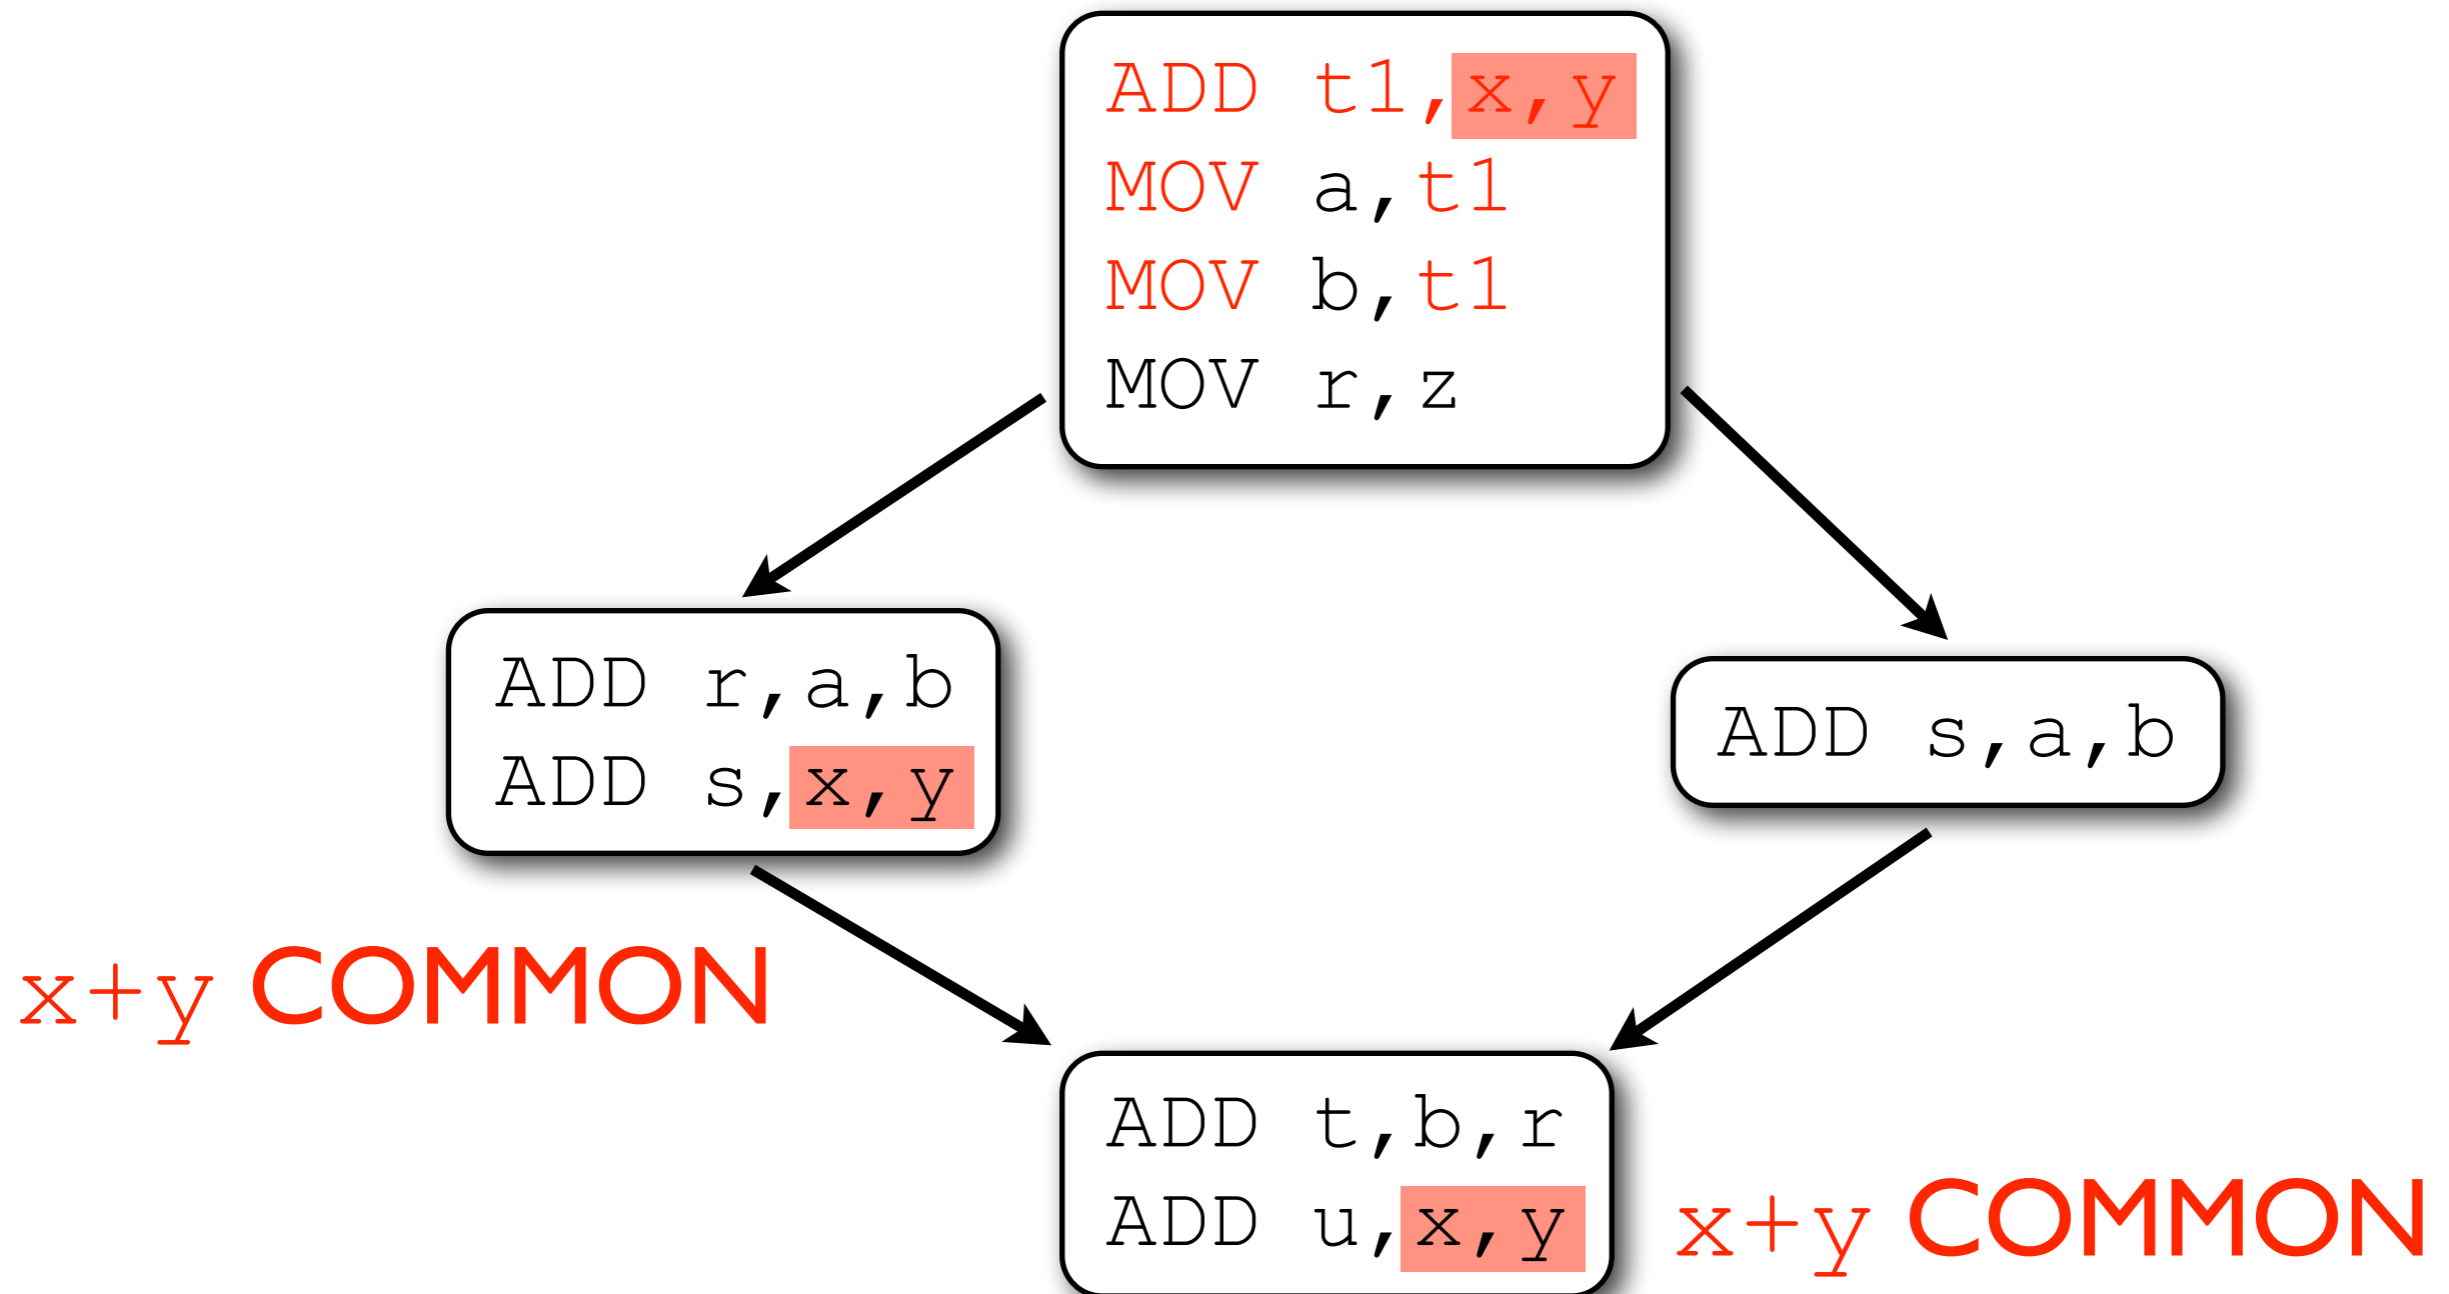 ADD t1,x,y
MOV a,t1
MOV b,t1
MOV r,z
ADD r,a,b
ADD s,x,y
ADD s,a,b
x+y COMMON
ADD t,b,r
ADD u,x,y
x+y COMMON